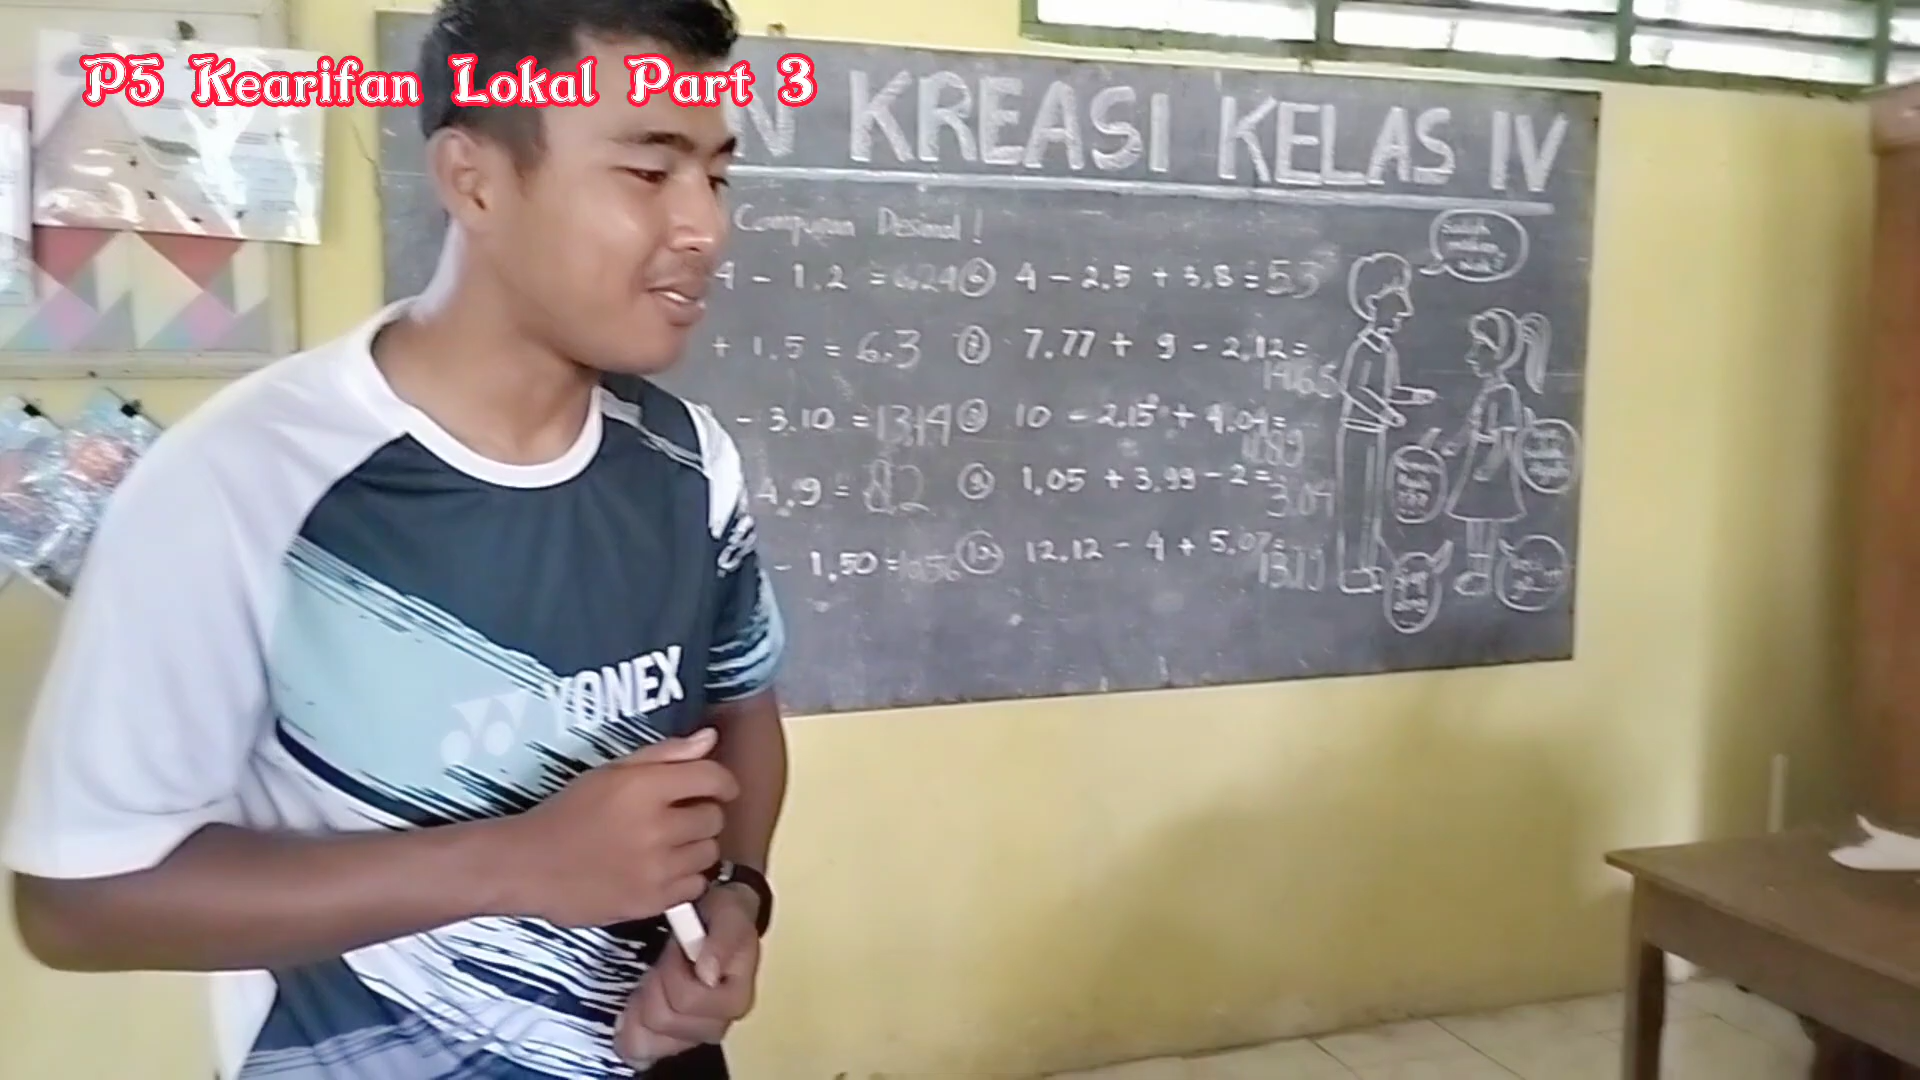 P5 Kearifan Lokal Part 3
N KREASI KELAS IV
Campuran Desimal!
4 - 1.2 = 6.24
+ 1.5 = 6.3
- 3.10 = 13.14
4.9 = 8.2
- 1.50 = 10.56
6 4 - 2.5 + 3.8 = 5.3
7 7.77 + 9 - 2.12 =
14.65
8 10 - 2.15 + 4.04 =
11.89
9 1.05 + 3.99 - 2 =
3.04
10 12.12 - 4 + 5.07 =
13.19
YONEX